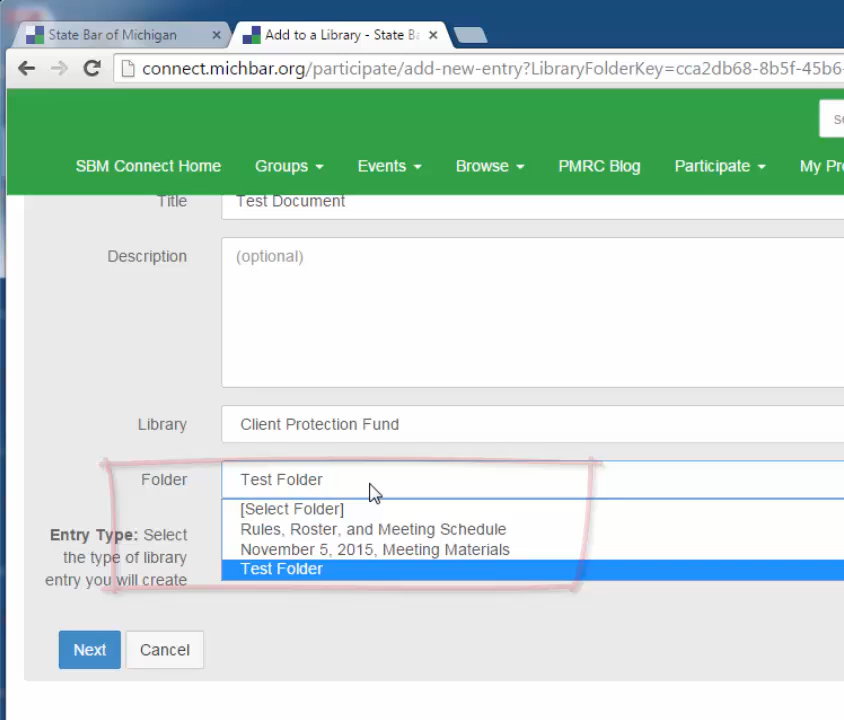 State Bar of Michigan
Add to a Library - State Ba
connect.michbar.org/participate/add-new-entry?LibraryFolderKey=cca2db68-8b5f-45b6-
SBM Connect Home Groups Events Browse PMRC Blog Participate My Pr
Title Test Document
Description (optional)
Library Client Protection Fund
Folder Test Folder
[Select Folder]
Rules, Roster, and Meeting Schedule
November 5, 2015, Meeting Materials
Test Folder
Entry Type: Select
the type of library
entry you will create
Next Cancel